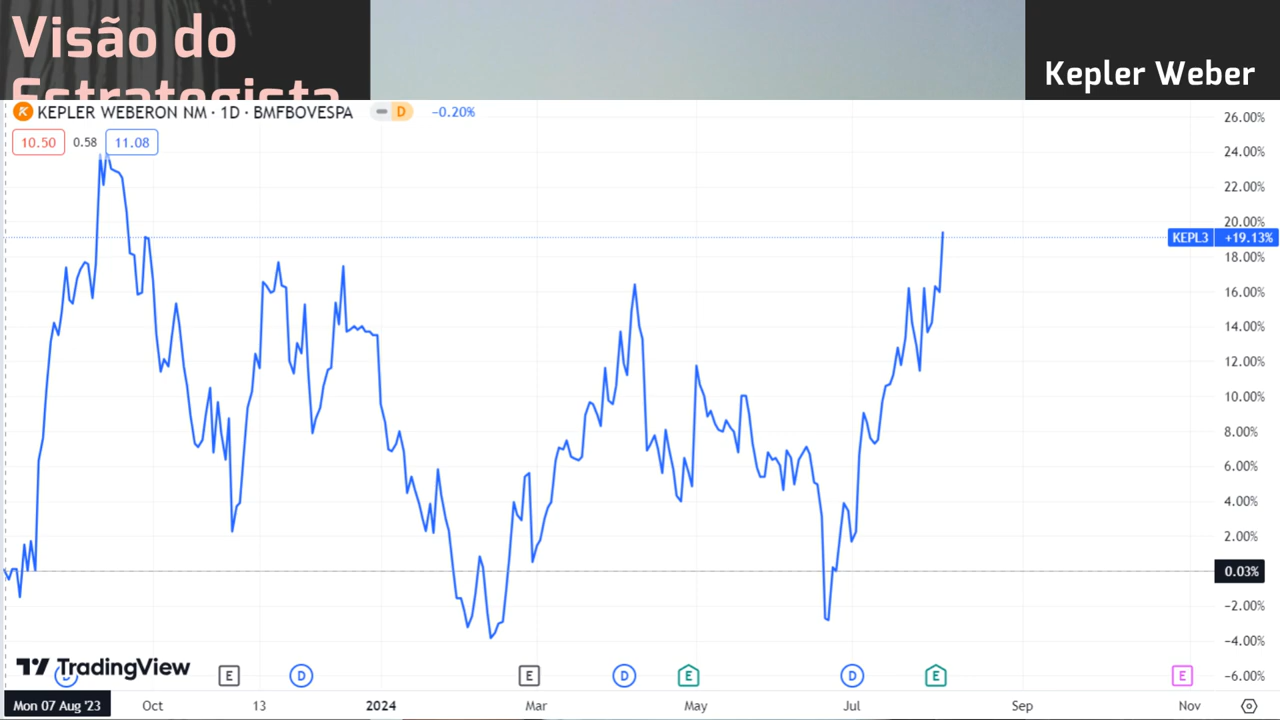 Visão do
Estrategista
Kepler Weber
KEPLER WEBERON NM · 1D · BMFBOVESPA
D
−0.20%
10.50
0.58
11.08
26.00%
24.00%
22.00%
20.00%
KEPL3
+19.13%
18.00%
16.00%
14.00%
12.00%
10.00%
8.00%
6.00%
4.00%
2.00%
0.03%
−2.00%
−4.00%
−6.00%
TradingView
D
E
D
E
D
E
D
E
E
Mon 07 Aug '23
Oct
13
2024
Mar
May
Jul
Sep
Nov